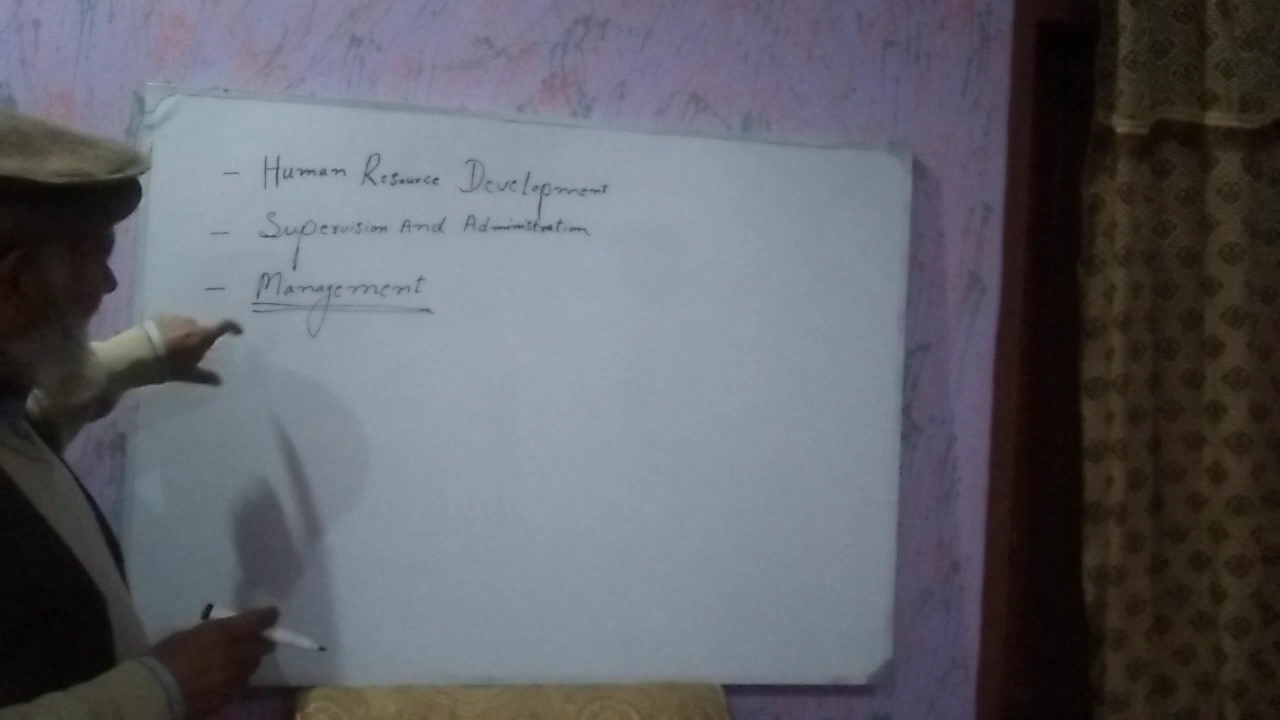 - Human Resource Development
- Supervision And Administration
- Management